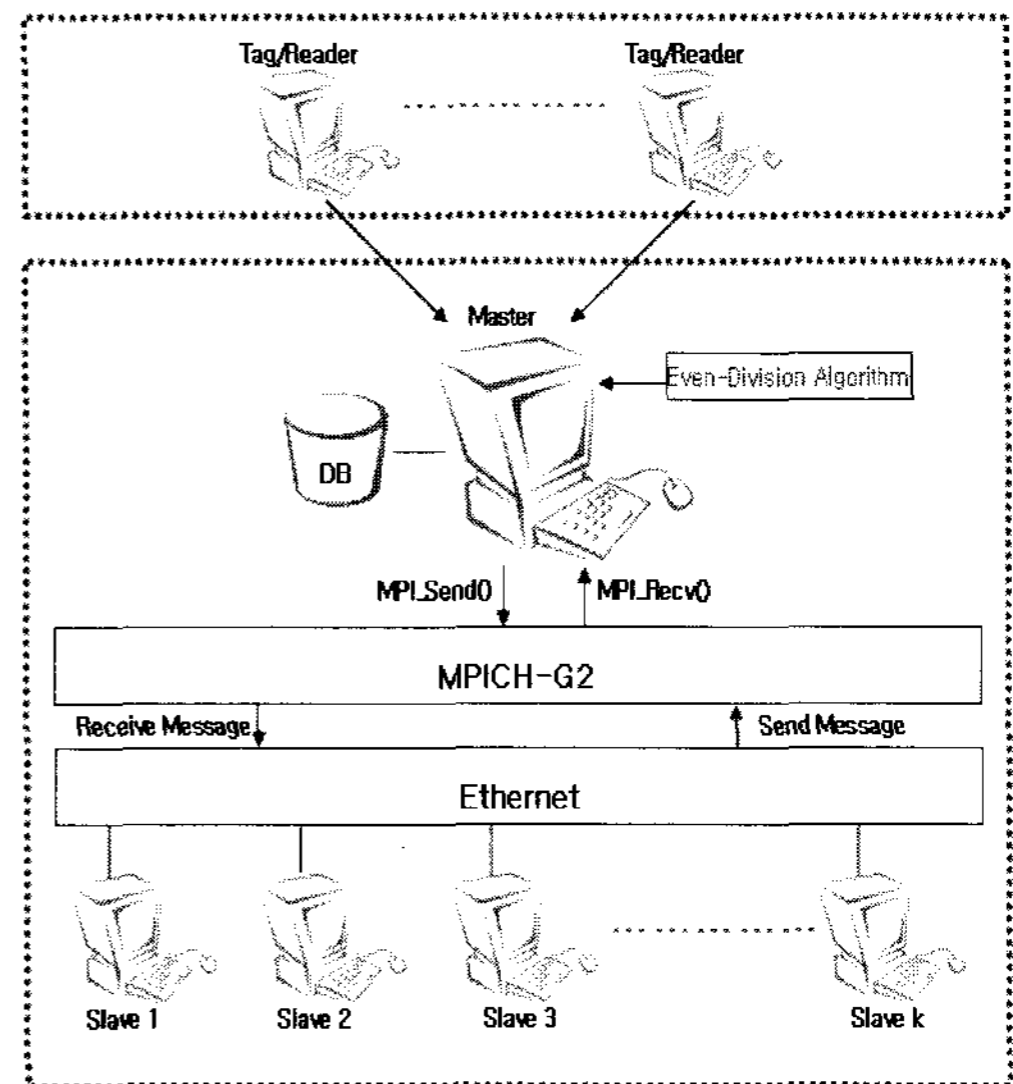 Tag/Reader
Tag/Reader
Master
Even-Division Algorithm
DB
MPI_Send()
MPI_Recv()
MPICH-G2
Receive Message
Send Message
Ethernet
Slave 1
Slave 2
Slave 3
Slave k